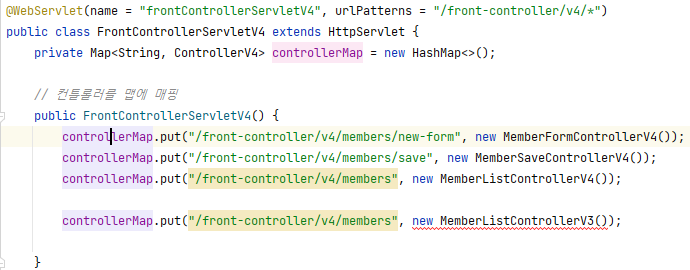 @WebServlet(name = "frontControllerServletV4", urlPatterns = "/front-controller/v4/*")
public class FrontControllerServletV4 extends HttpServlet {
private Map<String, ControllerV4> controllerMap = new HashMap<>();
// 컨틀롤러를 맵에 매핑
public FrontControllerServletV4() {
controllerMap.put("/front-controller/v4/members/new-form", new MemberFormControllerV4());
controllerMap.put("/front-controller/v4/members/save", new MemberSaveControllerV4());
controllerMap.put("/front-controller/v4/members", new MemberListControllerV4());
controllerMap.put("/front-controller/v4/members", new MemberListControllerV3());
}